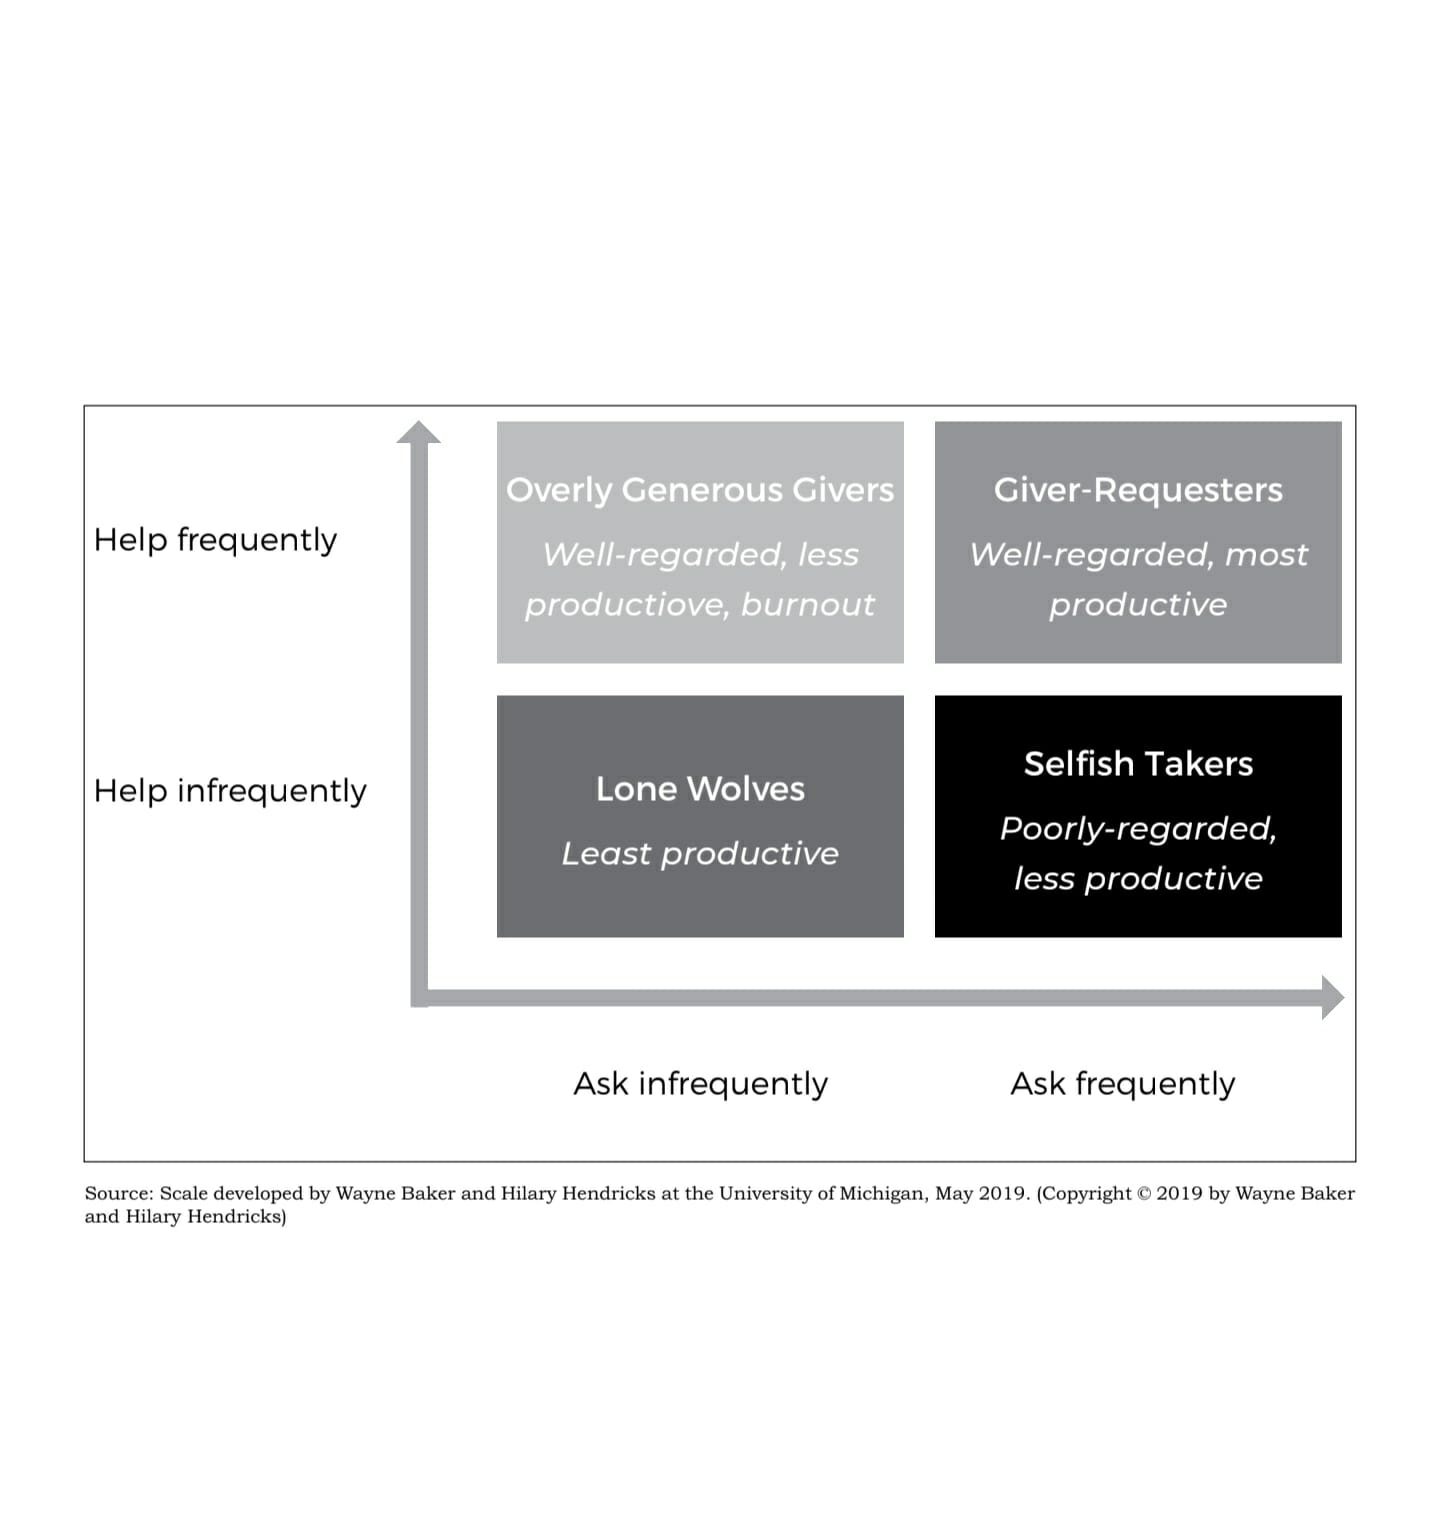 Help frequently
Overly Generous Givers
Well-regarded, less
productiove, burnout
Giver-Requesters
Well-regarded, most
productive
Help infrequently
Lone Wolves
Least productive
Selfish Takers
Poorly-regarded,
less productive
Ask infrequently
Ask frequently
Source: Scale developed by Wayne Baker and Hilary Hendricks at the University of Michigan, May 2019. (Copyright © 2019 by Wayne Baker
and Hilary Hendricks)